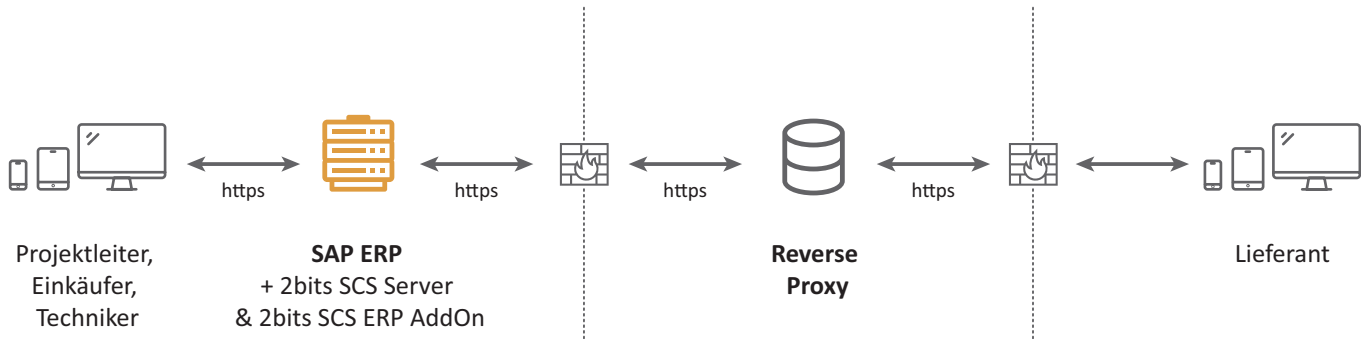 https
https
https
https
Projektleiter,
Einkäufer,
Techniker
SAP ERP
+ 2bits SCS Server
& 2bits SCS ERP AddOn
Reverse
Proxy
Lieferant